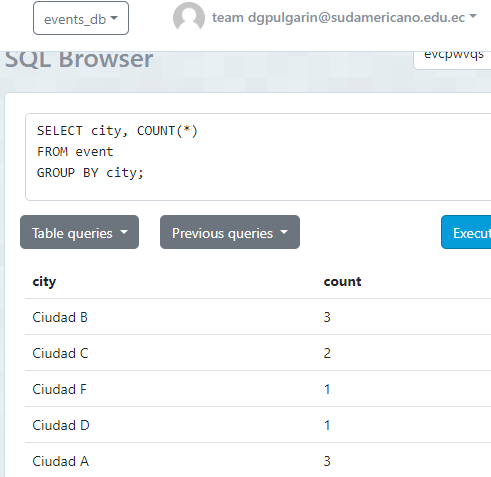 events_db
team dgpulgarin@sudamericano.edu.ec
SQL Browser
evcpwvqs
SELECT city, COUNT(*)
FROM event
GROUP BY city;
Table queries
Previous queries
Execut
city count
Ciudad B 3
Ciudad C 2
Ciudad F 1
Ciudad D 1
Ciudad A 3